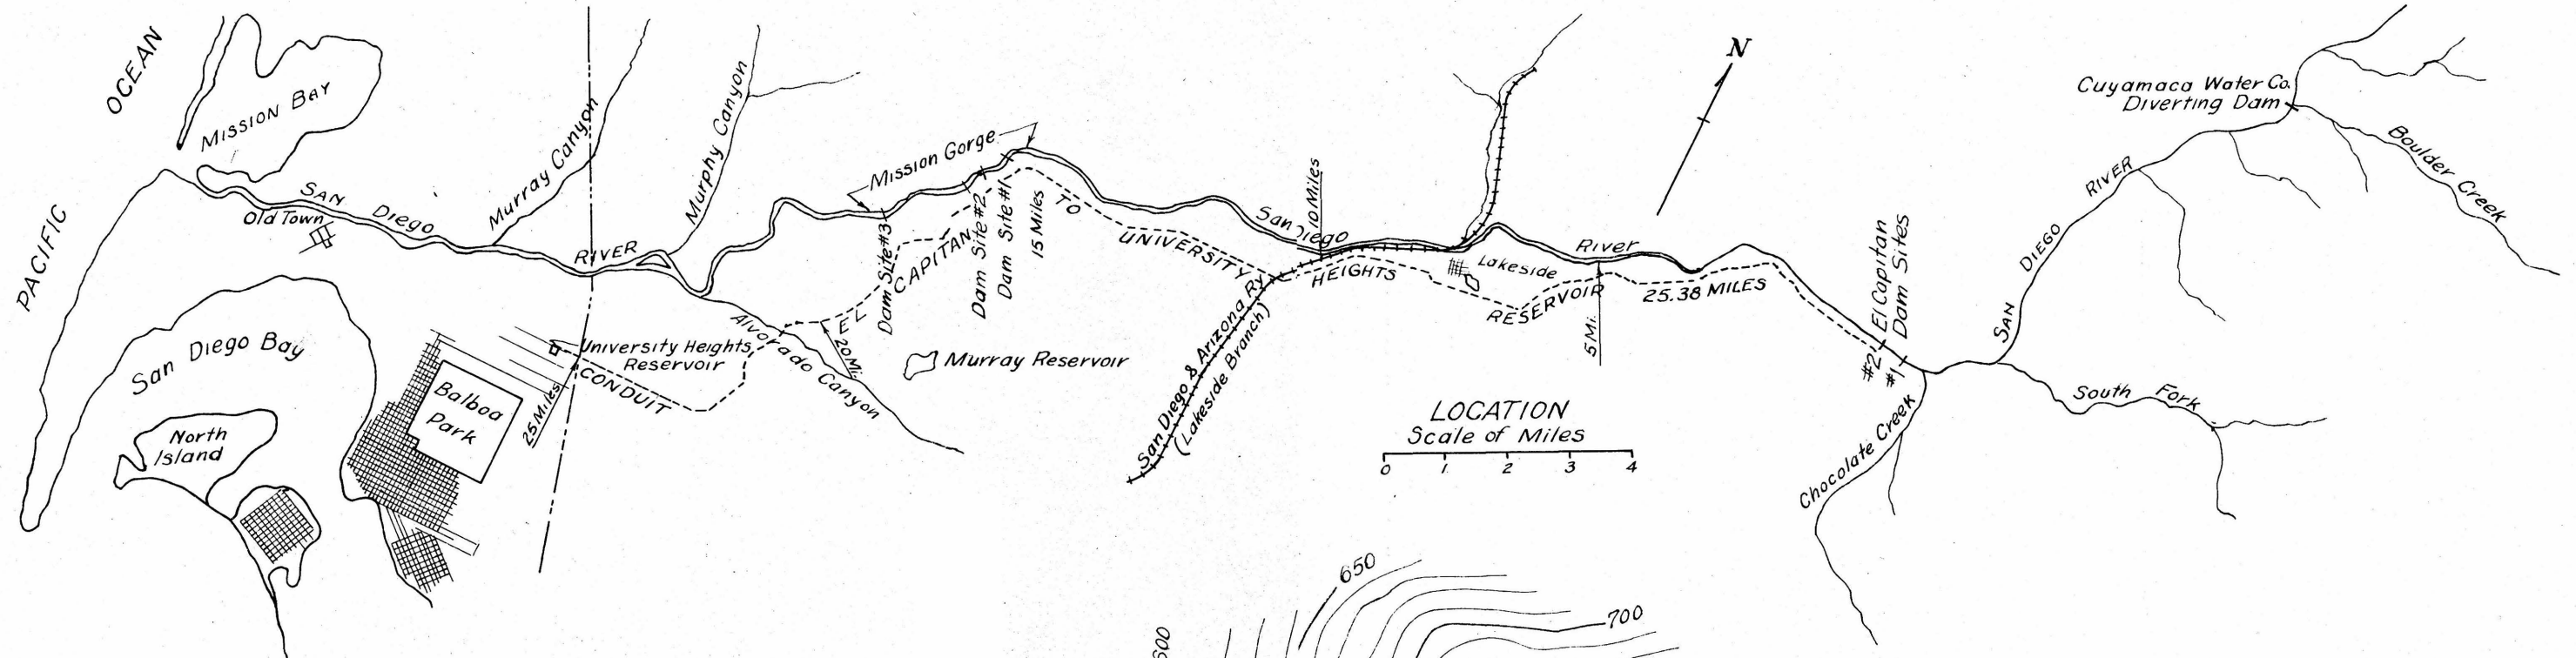 OCEAN
PACIFIC
MISSION BAY
SAN Diego RIVER
Old Town
Murray Canyon
Murphy Canyon
Mission Gorge
Dam Site #3
Dam Site #2
Dam Site #1
15 Miles
EL CAPITAN TO UNIVERSITY HEIGHTS RESERVOIR 25.38 MILES
CONDUIT
20 Mi.
Alvorado Canyon
University Heights
Reservoir
25 Miles
San Diego Bay
North
Island
Balboa
Park
Murray Reservoir
San Diego & Arizona Ry
(Lakeside Branch)
San Diego River
10 Miles
Lakeside
5 Mi.
N
LOCATION
Scale of Miles
0 1 2 3 4
El Capitan
Dam Sites
#2
#1
Chocolate Creek
SAN DIEGO RIVER
South Fork
Cuyamaca Water Co.
Diverting Dam
Boulder Creek
650
700
600